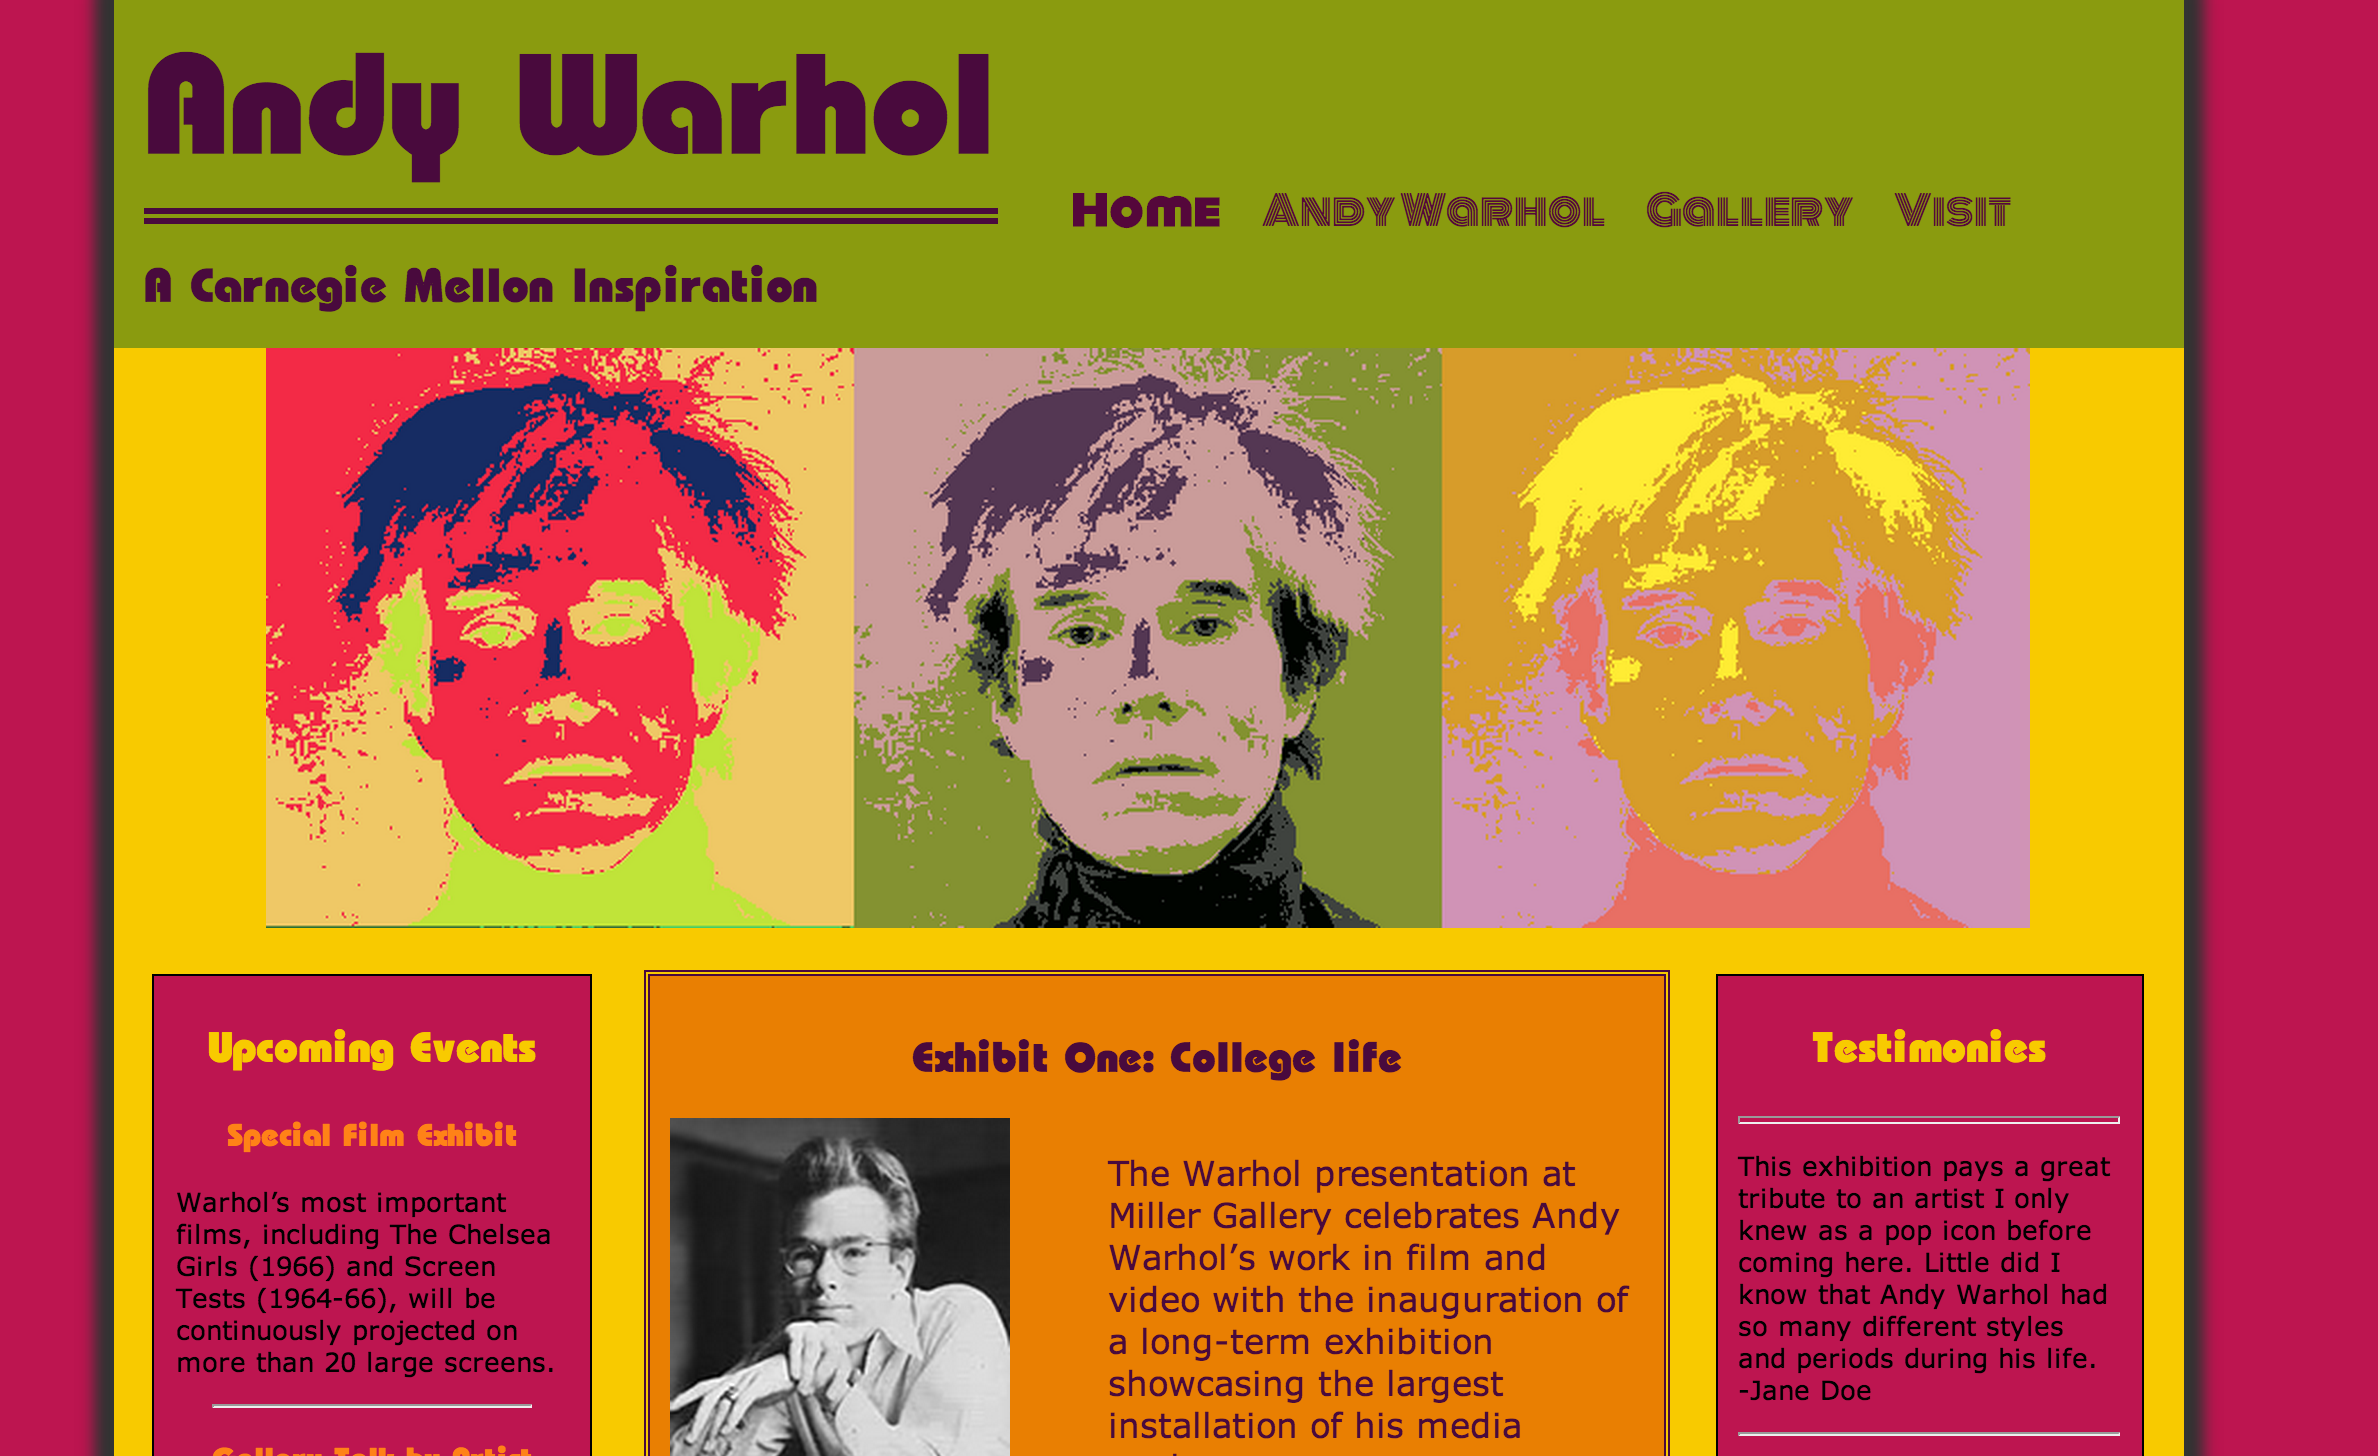 Andy Warhol
Home AndyWarhol Gallery Visit
A Carnegie Mellon Inspiration
Upcoming Events
Special Film Exhibit
Warhol’s most important
films, including The Chelsea
Girls (1966) and Screen
Tests (1964-66), will be
continuously projected on
more than 20 large screens.
Gallery Talk by Artist
Exhibit One: College life
The Warhol presentation at
Miller Gallery celebrates Andy
Warhol’s work in film and
video with the inauguration of
a long-term exhibition
showcasing the largest
installation of his media
Testimonies
This exhibition pays a great
tribute to an artist I only
knew as a pop icon before
coming here. Little did I
know that Andy Warhol had
so many different styles
and periods during his life.
-Jane Doe